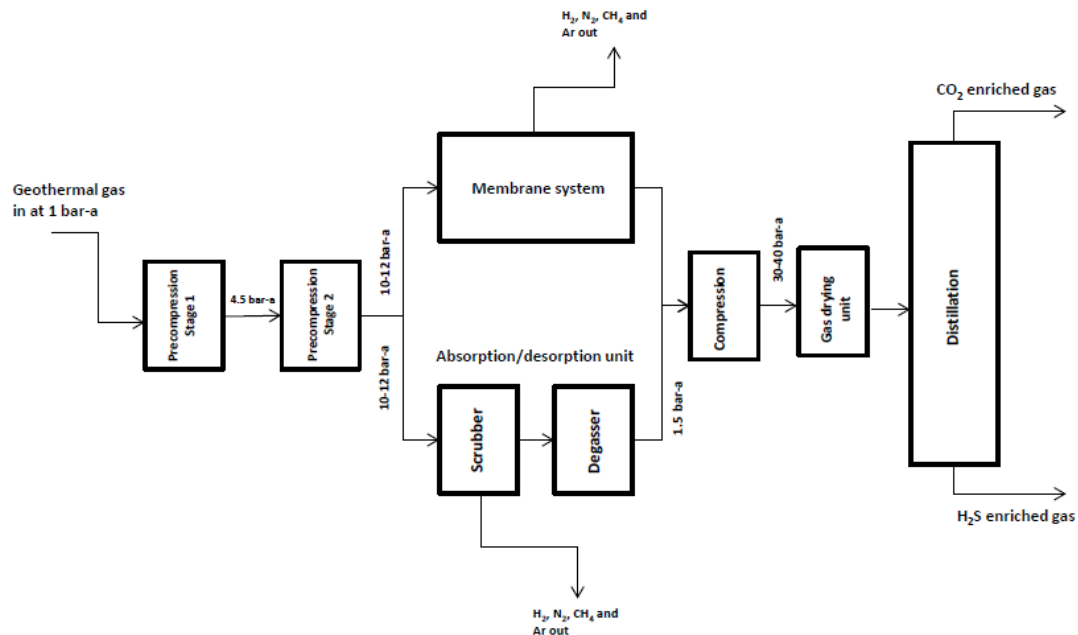 H₂, N₂, CH₄ and
Ar out
CO₂ enriched gas
Geothermal gas
in at 1 bar-a
Membrane system
Precompression
Stage 1
4.5 bar-a
Precompression
Stage 2
10-12 bar-a
10-12 bar-a
Absorption/desorption unit
Scrubber
Degasser
1.5 bar-a
Compression
30-40 bar-a
Gas drying
unit
Distillation
H₂S enriched gas
H₂, N₂, CH₄ and
Ar out